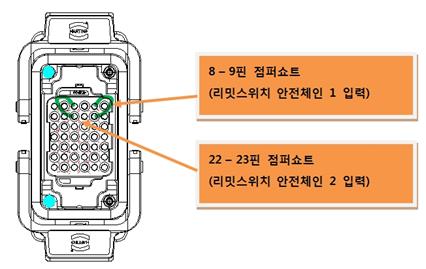 8 – 9핀 점퍼쇼트
(리밋스위치 안전체인 1 입력)
22 – 23핀 점퍼쇼트
(리밋스위치 안전체인 2 입력)